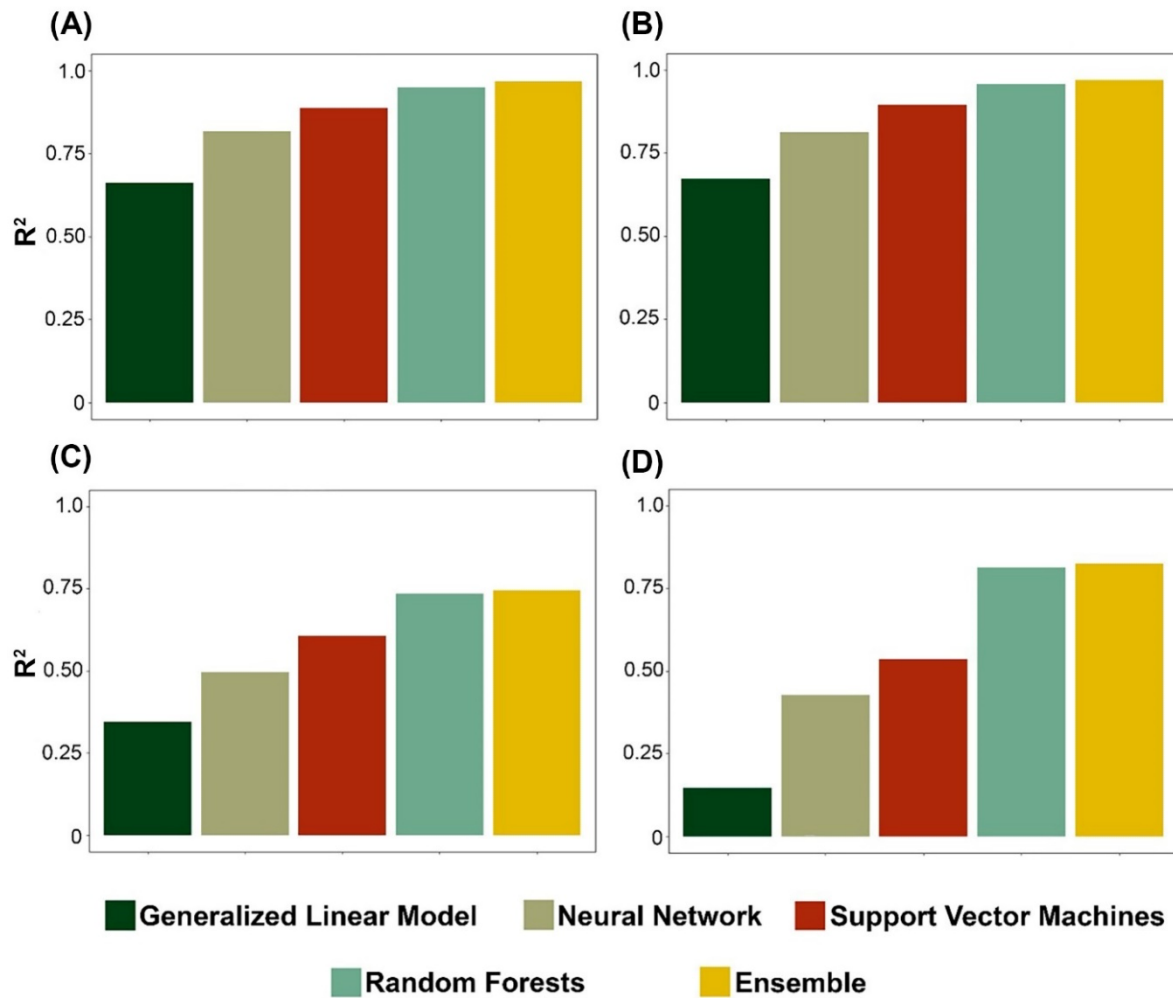 (A)
1.0
0.75
0.50
0.25
0
R²
(B)
1.0
0.75
0.50
0.25
0
(C)
1.0
0.75
0.50
0.25
0
R²
(D)
1.0
0.75
0.50
0.25
0
Generalized Linear Model Neural Network Support Vector Machines
Random Forests Ensemble